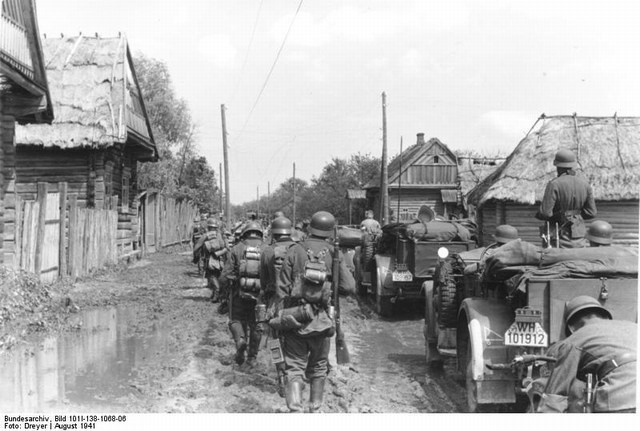 WH
101912
Bundesarchiv, Bild 101I-138-1068-06
Foto: Dreyer | August 1941